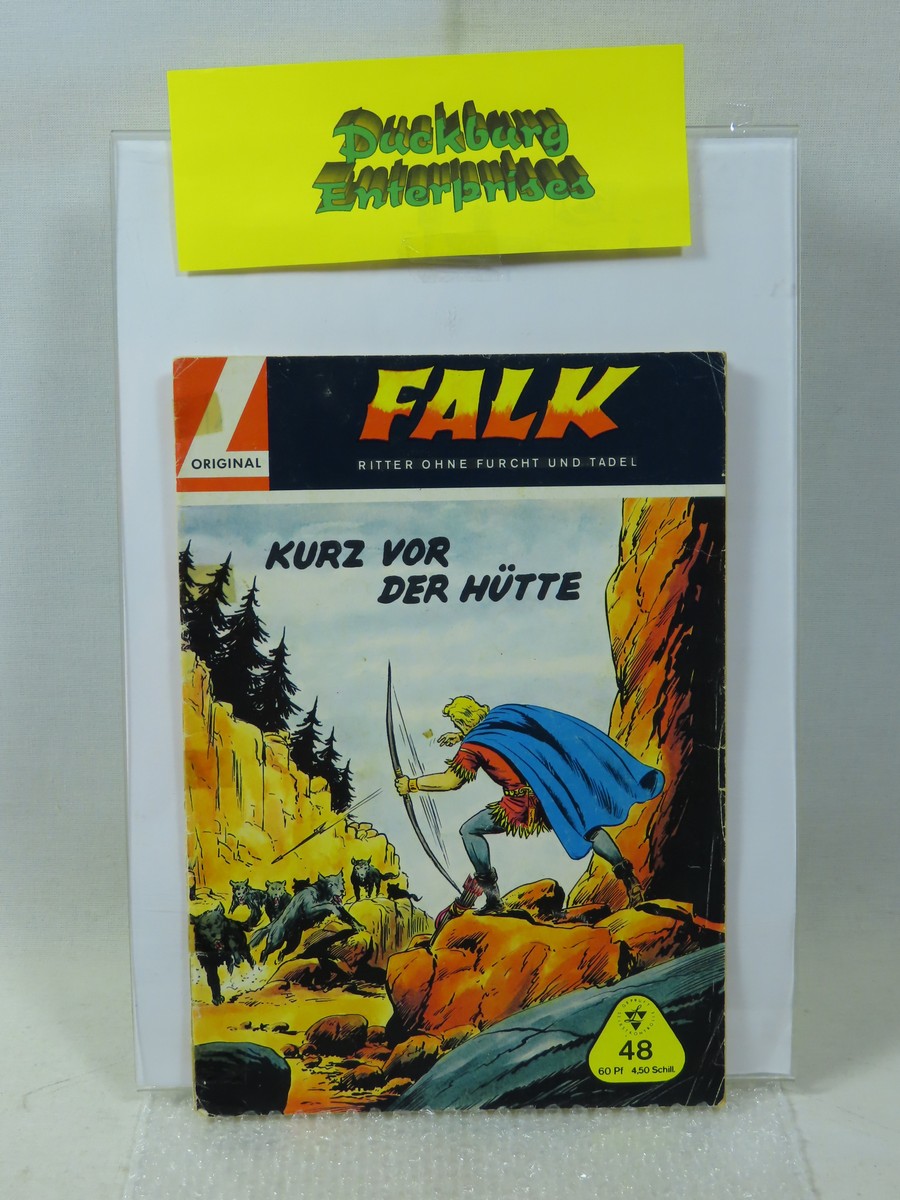 Duckburg
Enterprises
ORIGINAL
FALK
RITTER OHNE FURCHT UND TADEL
KURZ VOR
DER HÜTTE
48
60 Pf 4,50 Schill.